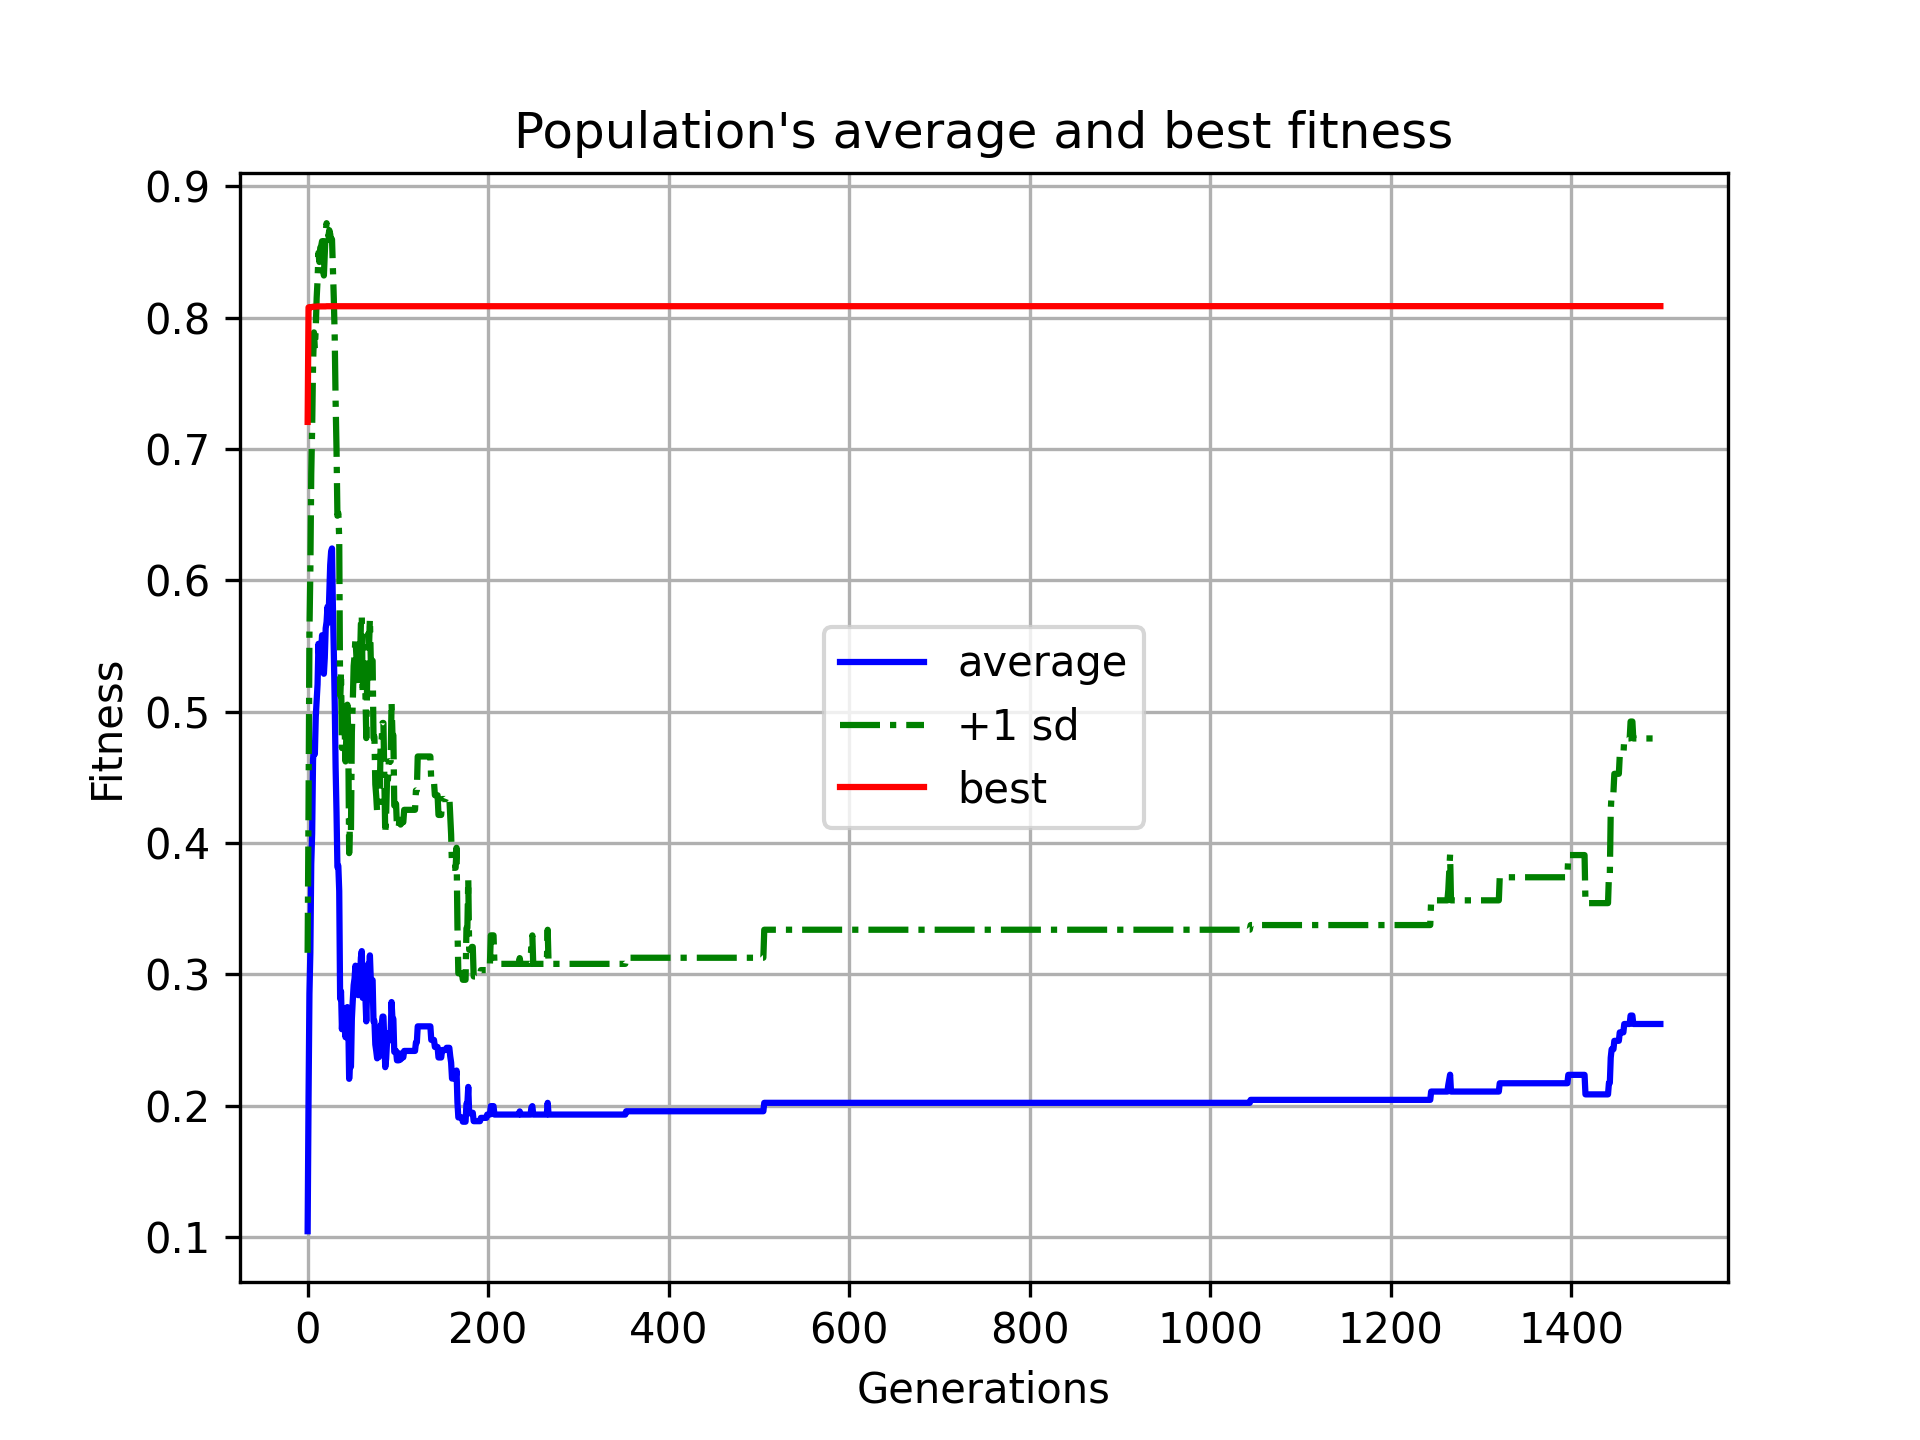 Population's average and best fitness
0.9
0.8
0.7
0.6
0.5
0.4
0.3
0.2
0.1
Fitness
average
+1 sd
best
0 200 400 600 800 1000 1200 1400
Generations